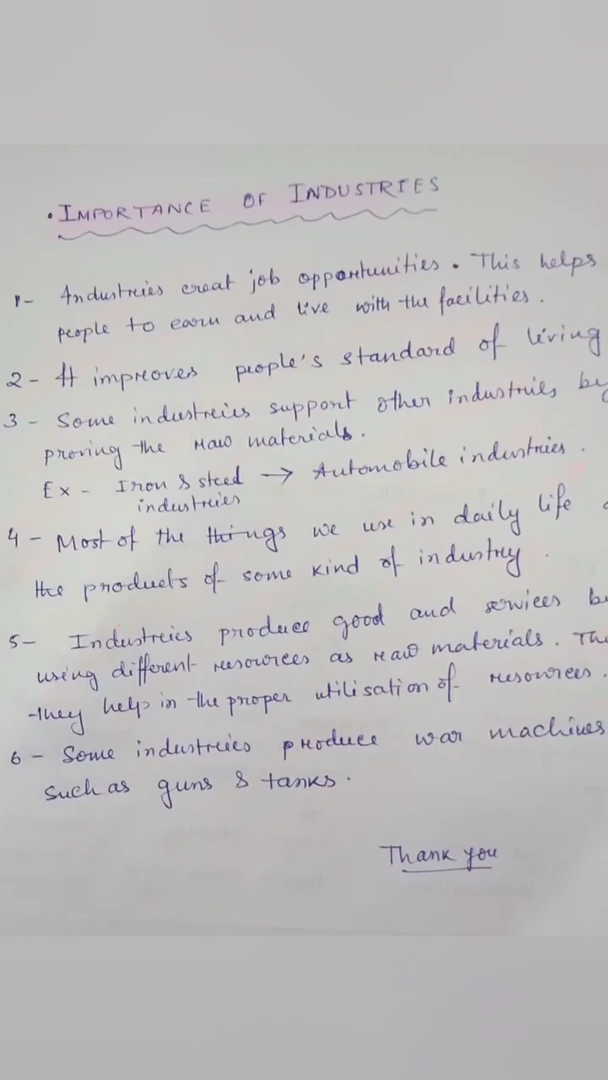 • IMPORTANCE OF INDUSTRIES
1- Industries creat job opportunities. This helps
people to earn and live with the facilities.
2- It improves people's standard of living
3- Some industries support other industries by
proving the raw materials.
Ex- Iron & steel → Automobile industries.
industries
4- Most of the things we use in daily life
the products of some kind of industry.
5- Industries produce good and services
using different resources as raw materials.
they help in the proper utilisation of resources.
6- Some industries produce war machines
such as guns & tanks.
Thank you